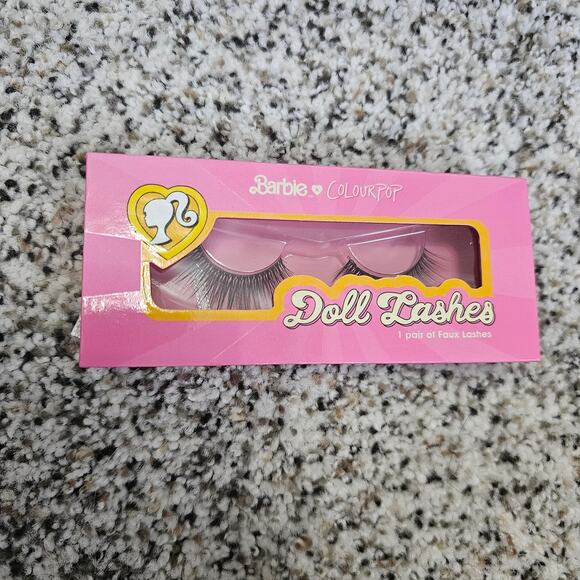 Barbie ♥ COLOURPOP
Doll Lashes
1 pair of Faux Lashes